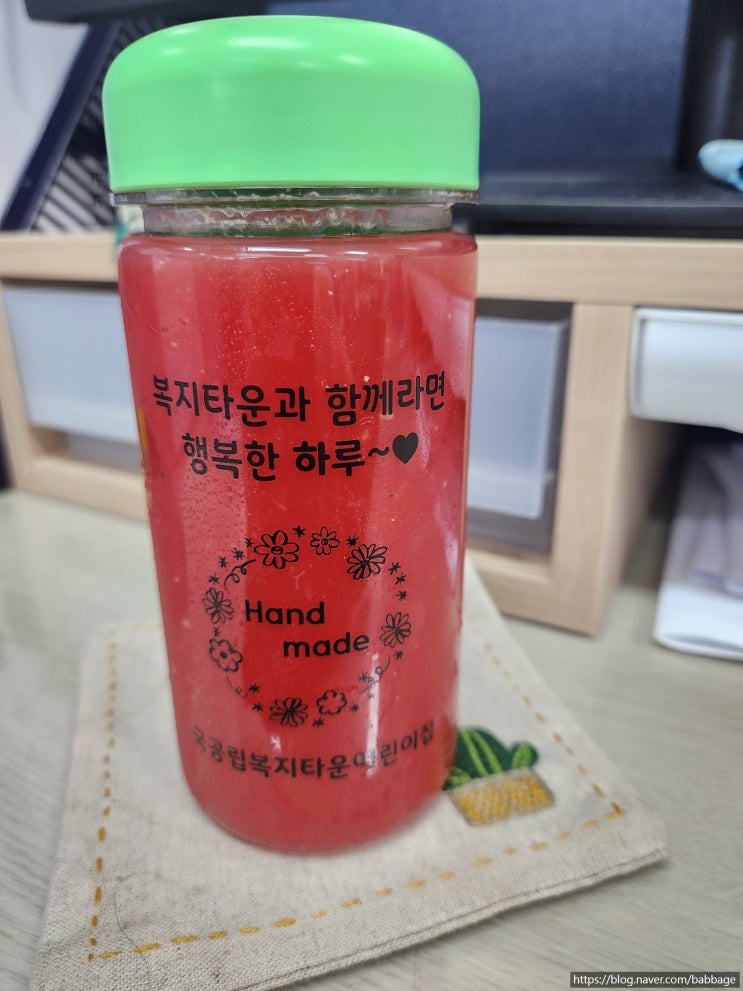 복지타운과 함께라면
행복한 하루~♥
Hand
made
국공립복지타운어린이집
https://blog.naver.com/babbage